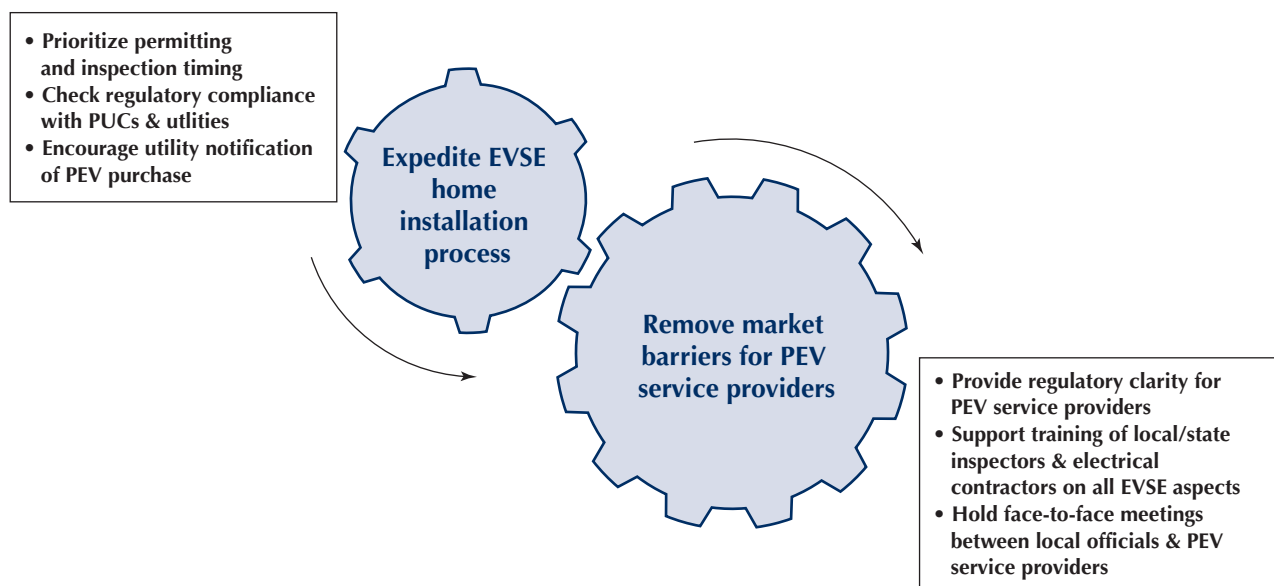 • Prioritize permitting
and inspection timing
• Check regulatory compliance
with PUCs & utlities
• Encourage utility notification
of PEV purchase
Expedite EVSE
home
installation
process
Remove market
barriers for PEV
service providers
• Provide regulatory clarity for
PEV service providers
• Support training of local/state
inspectors & electrical
contractors on all EVSE aspects
• Hold face-to-face meetings
between local officials & PEV
service providers